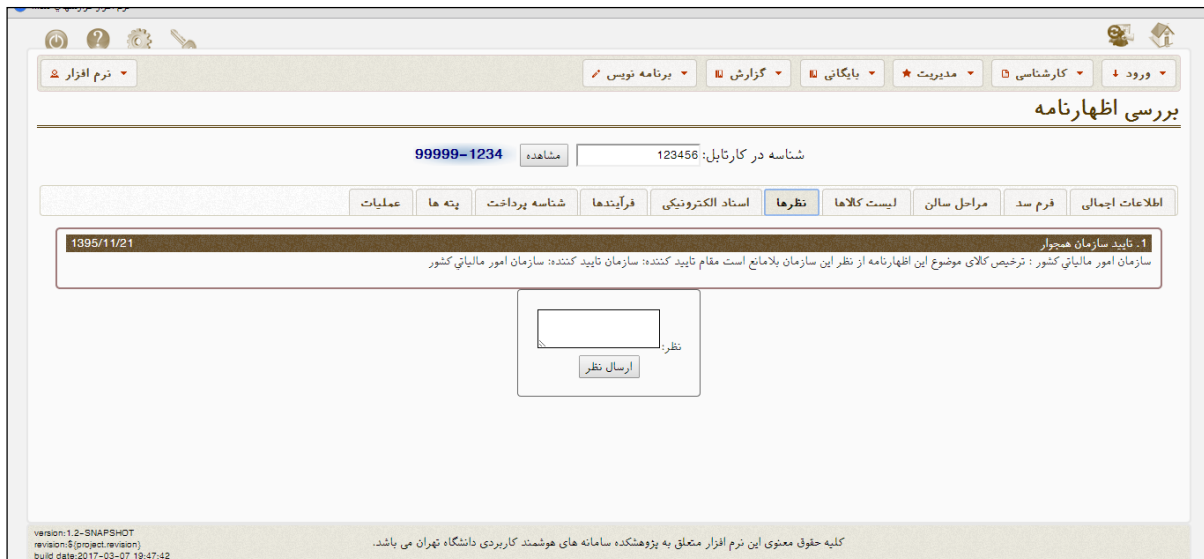 نرم افزار
ورود
کارشناسی
مدیریت
بایگانی
گزارش
برنامه نویس
نرم افزار
بررسی اظهارنامه
شناسه در کارتابل: 123456 مشاهده 99999-1234
اطلاعات اجمالی
فرم سد
مراحل سالن
لیست کالاها
نظرها
اسناد الکترونیکی
فرآیندها
شناسه پرداخت
پته ها
عملیات
1. تایید سازمان همجوار 1395/11/21
سازمان امور مالياتي کشور : ترخیص کالای موضوع این اظهارنامه از نظر این سازمان بلامانع است مقام تایید کننده: سازمان تایید کننده: سازمان امور مالياتي کشور
نظر:
ارسال نظر
کلیه حقوق معنوی این نرم افزار متعلق به پژوهشکده سامانه های هوشمند کاربردی دانشگاه تهران می باشد.
version:1.2-SNAPSHOT
revision:${project.revision}
build date:2017-03-07 19:47:42